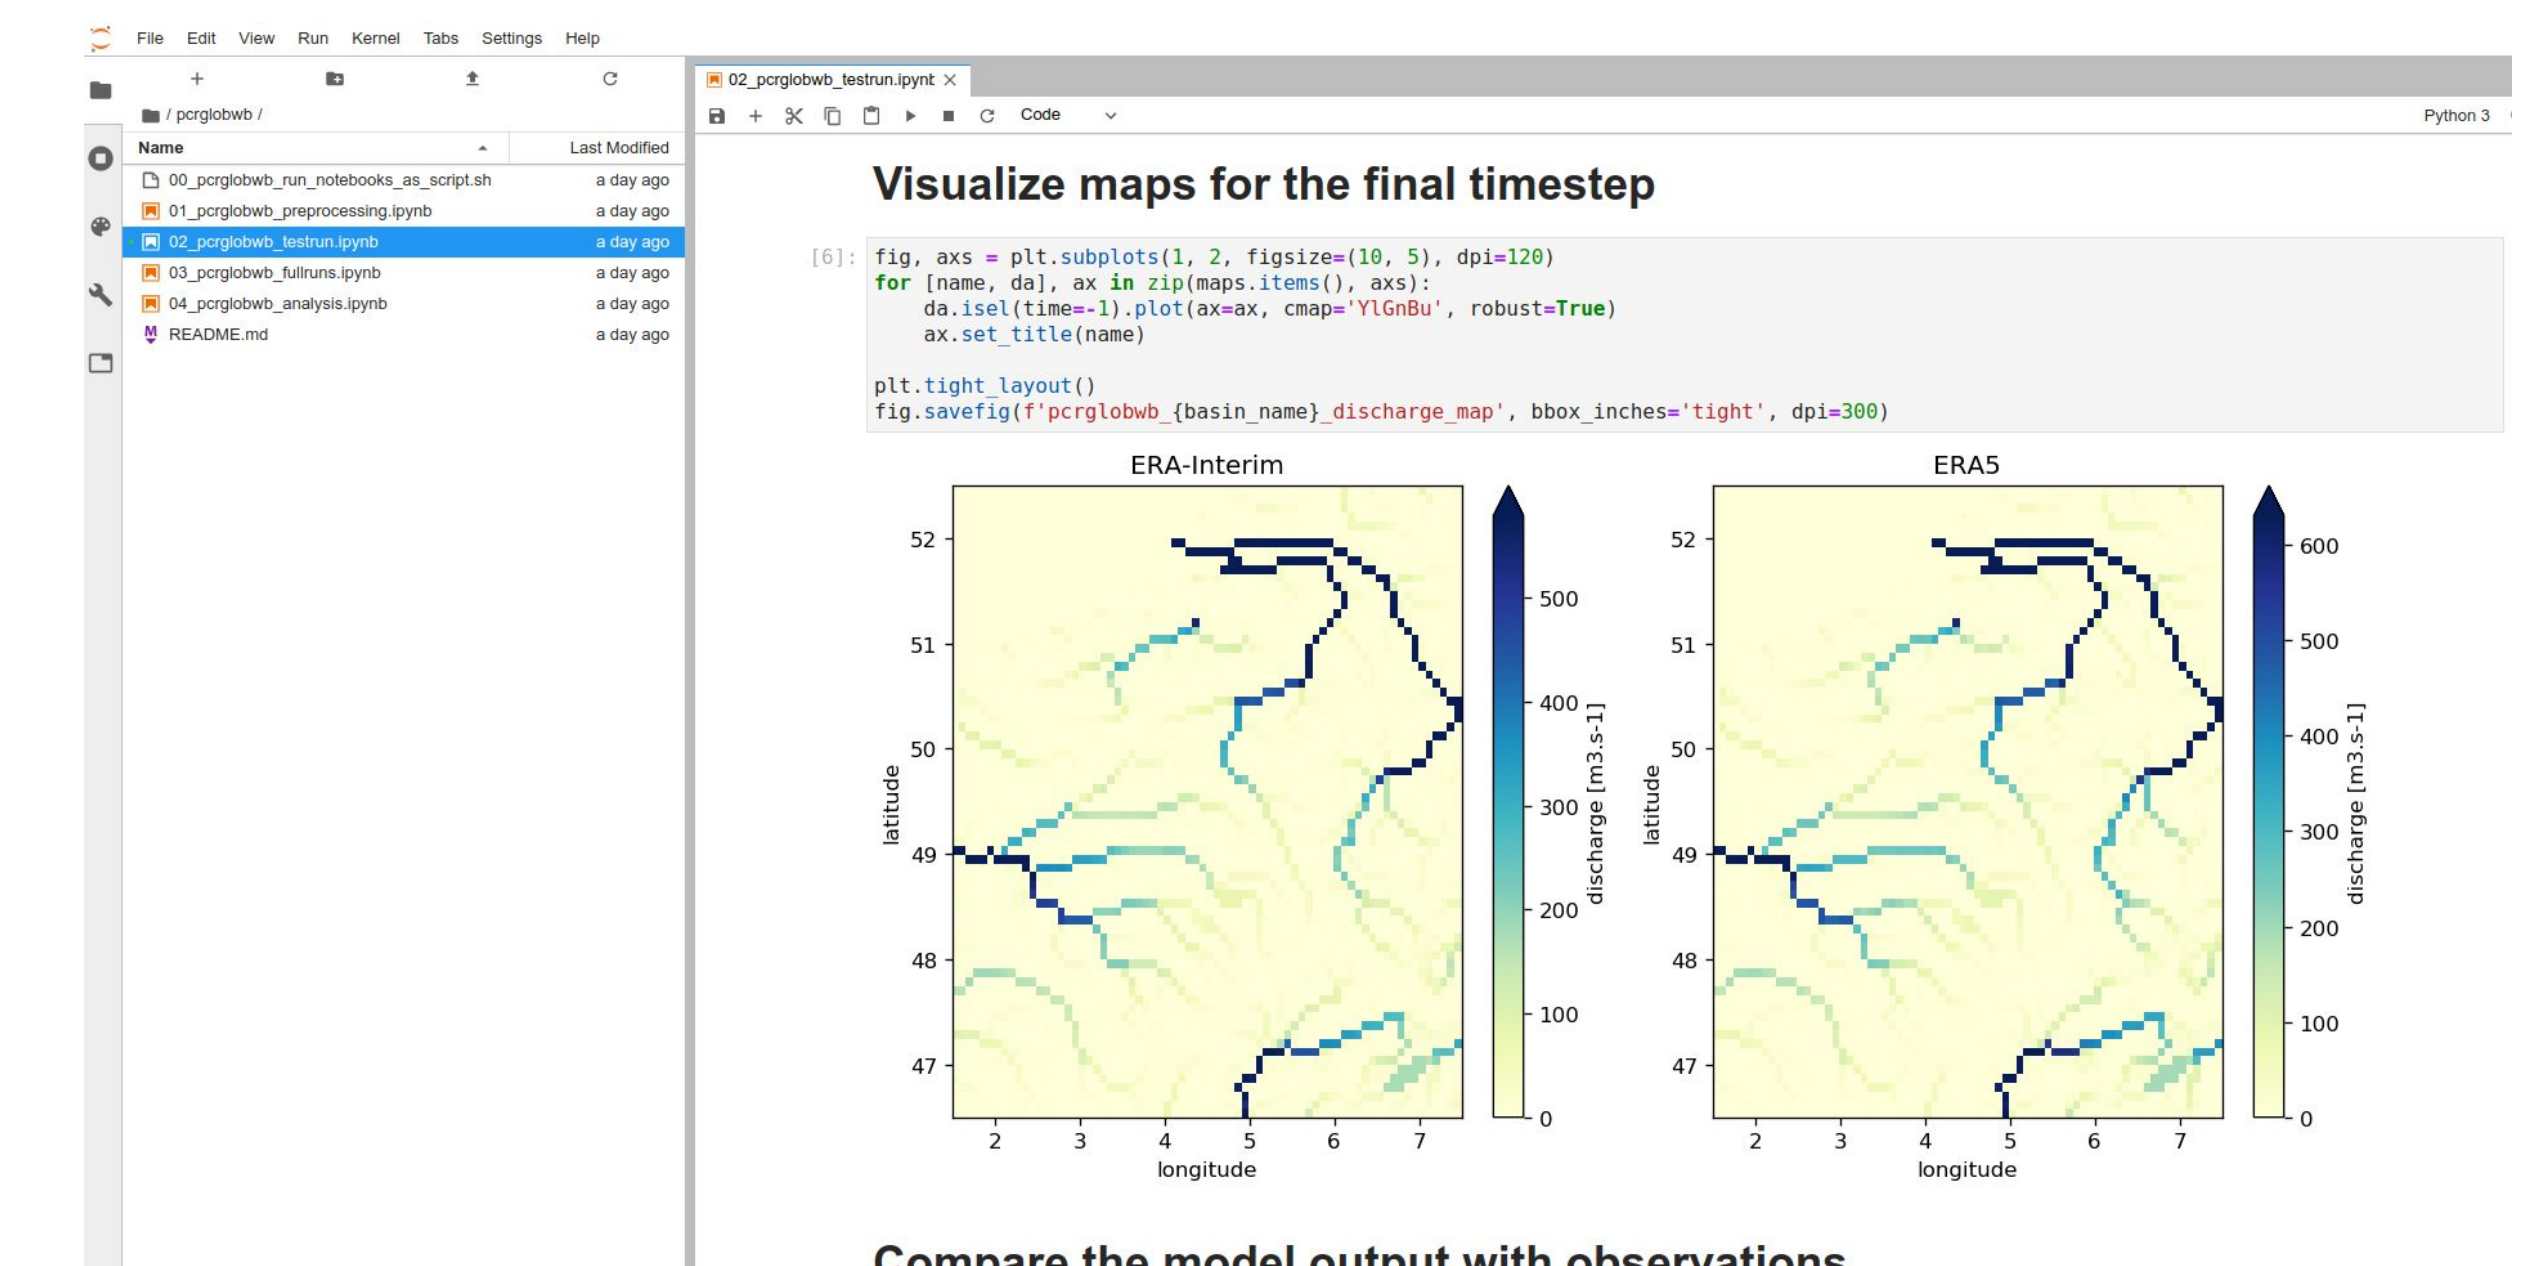 File Edit View Run Kernel Tabs Settings Help
/ pcrglobwb /
Name Last Modified
00_pcrglobwb_run_notebooks_as_script.sh a day ago
01_pcrglobwb_preprocessing.ipynb a day ago
02_pcrglobwb_testrun.ipynb a day ago
03_pcrglobwb_fullruns.ipynb a day ago
04_pcrglobwb_analysis.ipynb a day ago
README.md a day ago
02_pcrglobwb_testrun.ipynb
Code Python 3
Visualize maps for the final timestep
[6]: fig, axs = plt.subplots(1, 2, figsize=(10, 5), dpi=120)
for [name, da], ax in zip(maps.items(), axs):
    da.isel(time=-1).plot(ax=ax, cmap='YlGnBu', robust=True)
    ax.set_title(name)
plt.tight_layout()
fig.savefig(f'pcrglobwb_{basin_name}_discharge_map', bbox_inches='tight', dpi=300)
ERA-Interim
52
51
50
49
48
47
latitude
2 3 4 5 6 7
longitude
500
400
300
200
100
0
discharge [m3.s-1]
ERA5
52
51
50
49
48
47
latitude
2 3 4 5 6 7
longitude
600
500
400
300
200
100
0
discharge [m3.s-1]
Compare the model output with observations